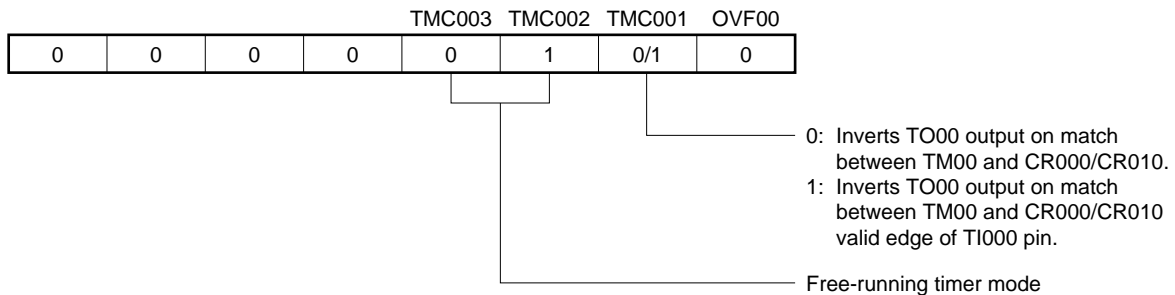 TMC003 TMC002 TMC001 OVF00
0 0 0 0 0 1 0/1 0
0: Inverts TO00 output on match
between TM00 and CR000/CR010.
1: Inverts TO00 output on match
between TM00 and CR000/CR010
valid edge of TI000 pin.
Free-running timer mode